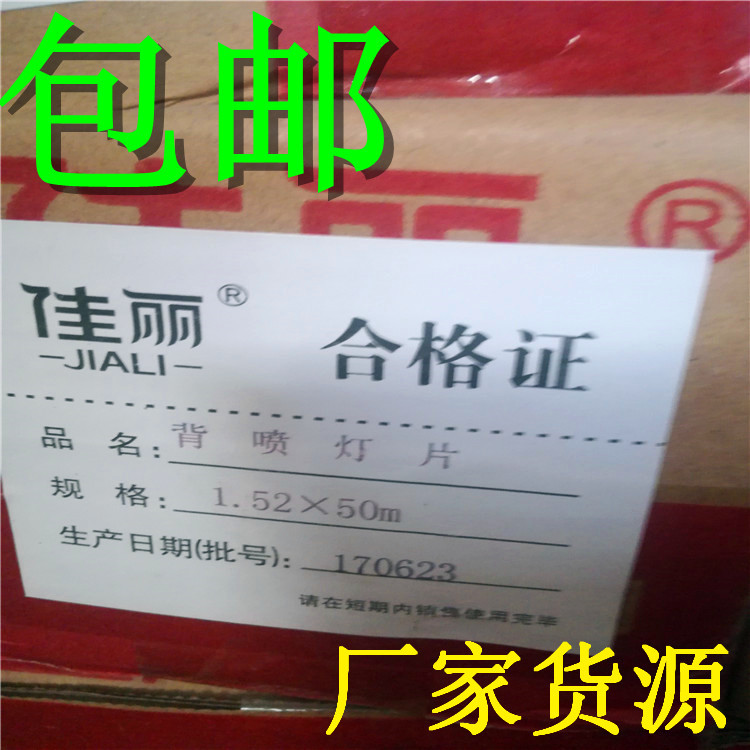 包邮
佳丽®
佳丽®
-JIALI-
合格证
品名: 背喷灯片
规格: 1.52×50m
生产日期(批号): 170623
请在短期内销售使用完毕
厂家货源